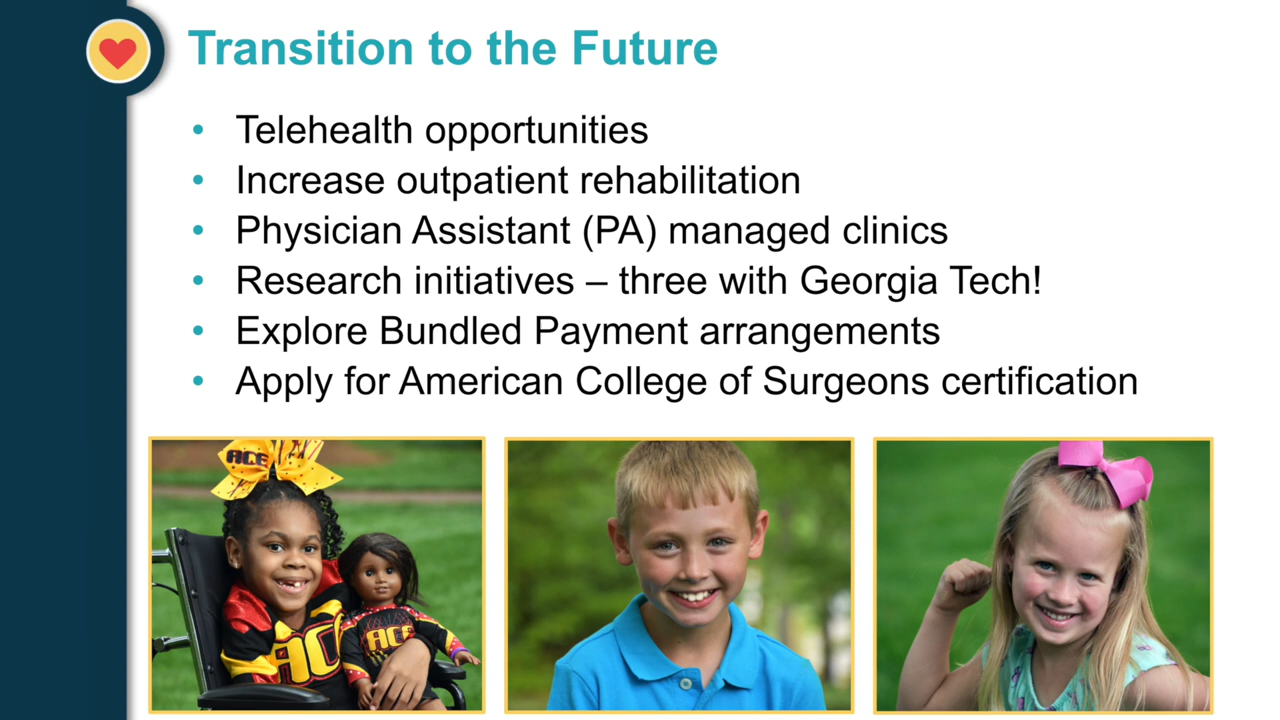 Transition to the Future
• Telehealth opportunities
• Increase outpatient rehabilitation
• Physician Assistant (PA) managed clinics
• Research initiatives – three with Georgia Tech!
• Explore Bundled Payment arrangements
• Apply for American College of Surgeons certification
ACE
AC
ACE